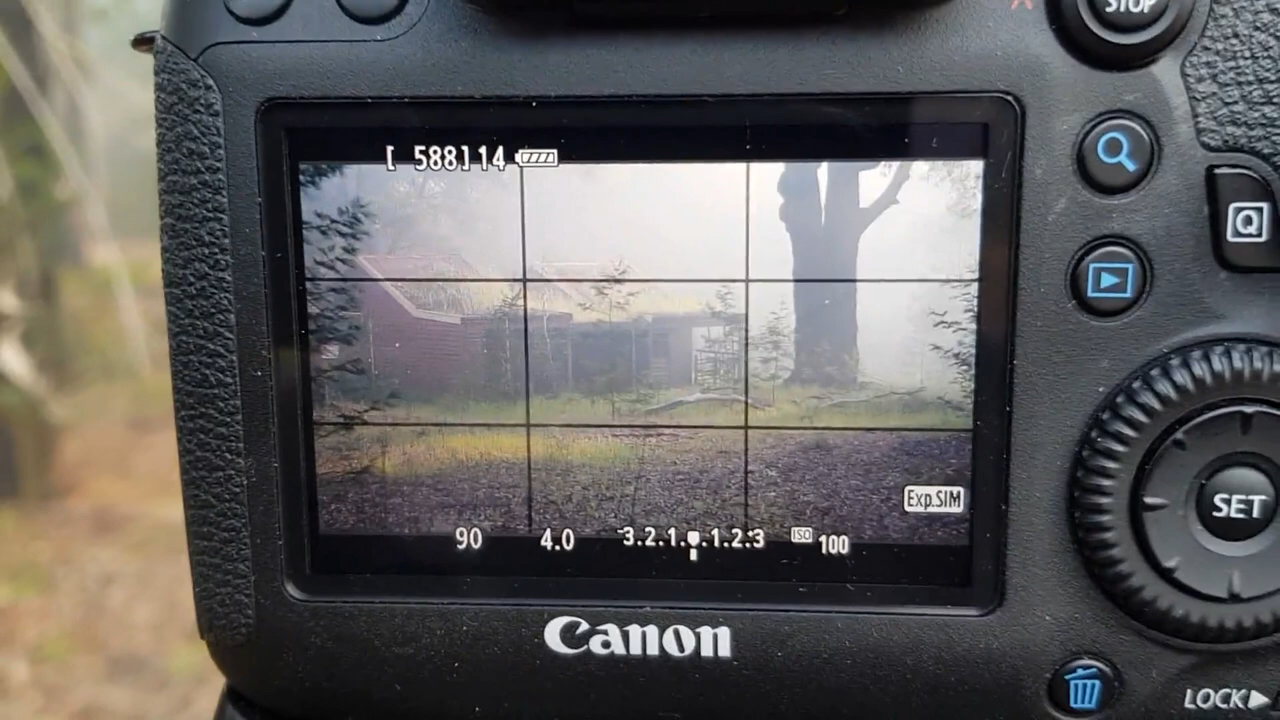 STOP
[ 588] 14
Q
Exp.SIM
90 4.0 -3.2.1...1.2.3 ISO 100
SET
Canon
LOCK▶